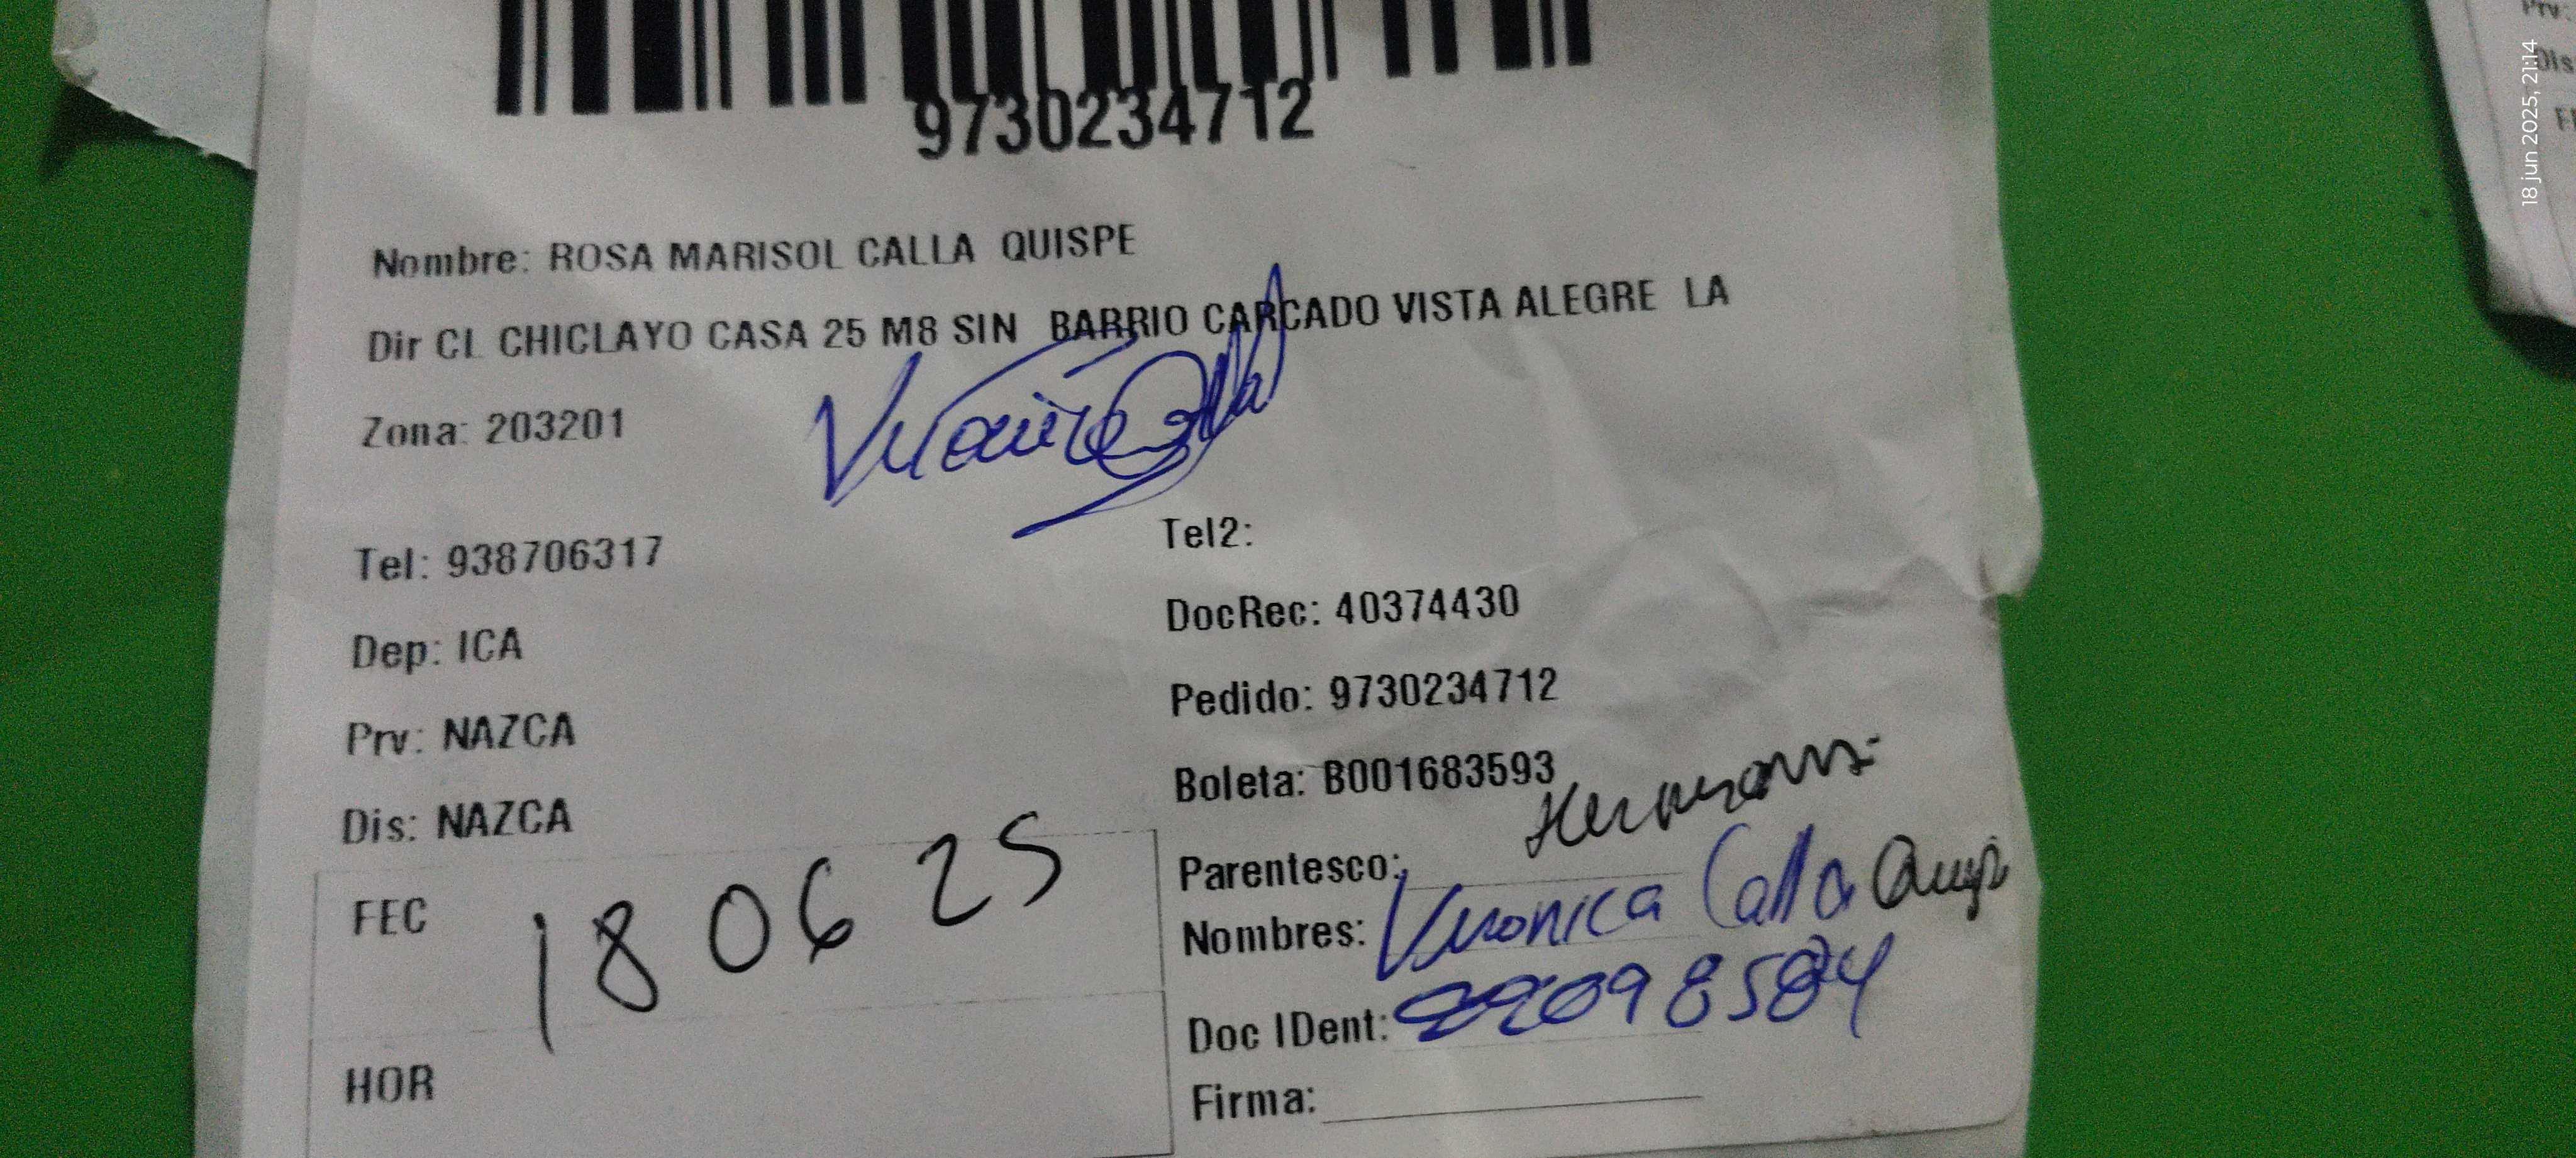 9730234712
Nombre: ROSA MARISOL CALLA QUISPE
Dir CL CHICLAYO CASA 25 M8 SIN BARRIO CARCADO VISTA ALEGRE LA
Zona: 203201
Tel: 938706317
Tel2:
Dep: ICA
DocRec: 40374430
Prv: NAZCA
Pedido: 9730234712
Dis: NAZCA
Boleta: B001683593
FEC 18 06 25
Parentesco: Hermana
Nombres: Veronica Calla Quispe
HOR
Doc IDent:
Firma:
18 jun 2025, 21:14
Prv:
Dis